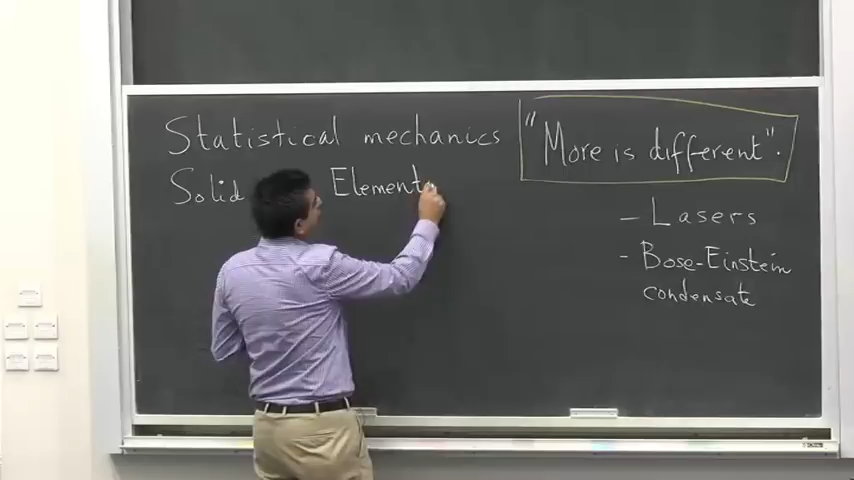 Statistical mechanics
Solid Element
"More is different".
- Lasers
- Bose-Einstein
condensate